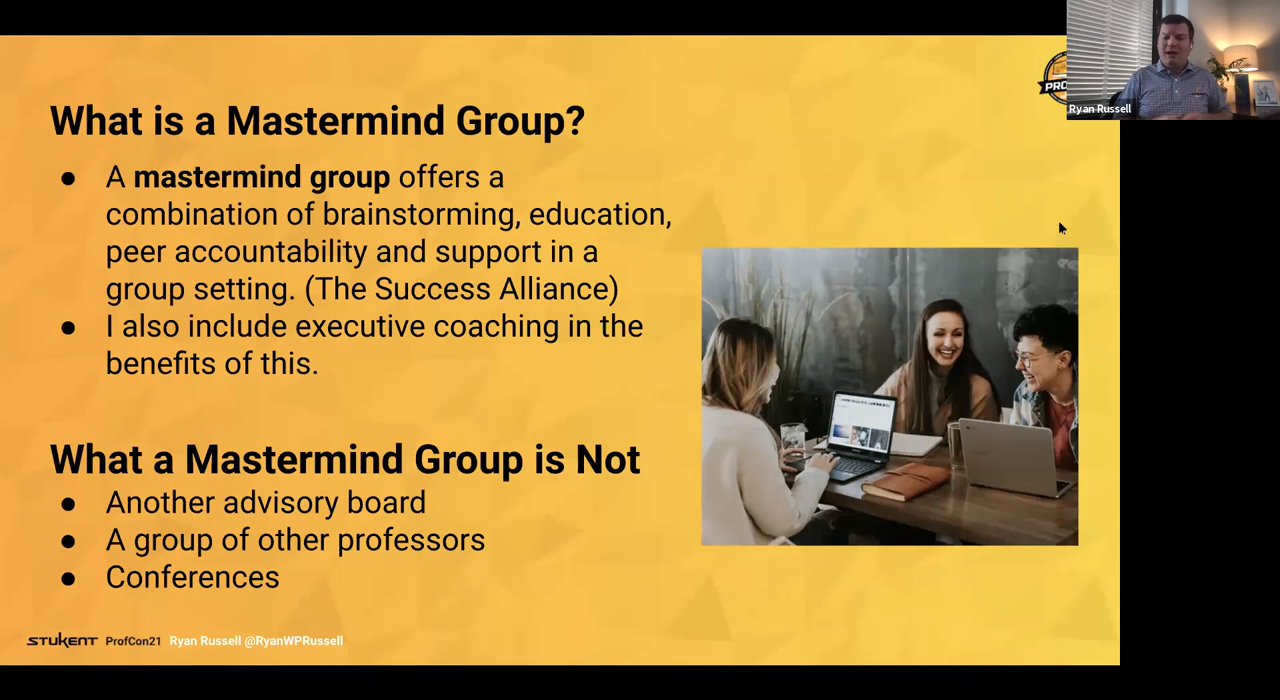 What is a Mastermind Group?
● A mastermind group offers a
combination of brainstorming, education,
peer accountability and support in a
group setting. (The Success Alliance)
● I also include executive coaching in the
benefits of this.
What a Mastermind Group is Not
● Another advisory board
● A group of other professors
● Conferences
STUKENT ProfCon21 Ryan Russell @RyanWPRussell
PRO
Ryan Russell